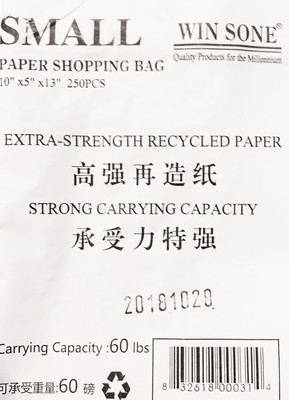 SMALL
WIN SONE®
Quality Products for the Millennium
PAPER SHOPPING BAG
10" x5" x13" 250PCS
EXTRA-STRENGTH RECYCLED PAPER
高强再造纸
STRONG CARRYING CAPACITY
承受力特强
20181020
Carrying Capacity :60 lbs
可承受重量:60 磅
8 32618 00031 4